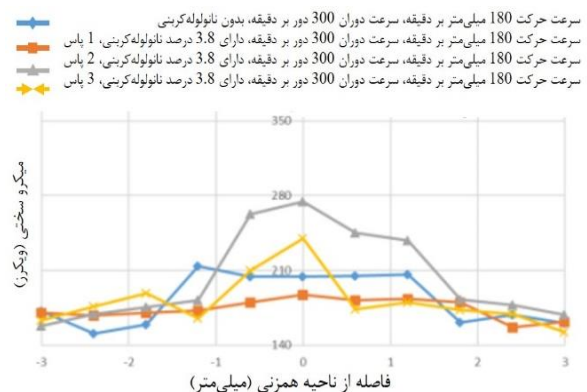 سرعت حرکت 180 میلی‌متر بر دقیقه، سرعت دوران 300 دور بر دقیقه، بدون نانولوله‌کربنی
سرعت حرکت 180 میلی‌متر بر دقیقه، سرعت دوران 300 دور بر دقیقه، دارای 3.8 درصد نانولوله‌کربنی، 1 پاس
سرعت حرکت 180 میلی‌متر بر دقیقه، سرعت دوران 300 دور بر دقیقه، دارای 3.8 درصد نانولوله‌کربنی، 2 پاس
سرعت حرکت 180 میلی‌متر بر دقیقه، سرعت دوران 300 دور بر دقیقه، دارای 3.8 درصد نانولوله‌کربنی، 3 پاس
میکرو سختی (ویکرز)
350
280
210
140
-3 -2 -1 0 1 2 3
فاصله از ناحیه همزنی (میلی‌متر)